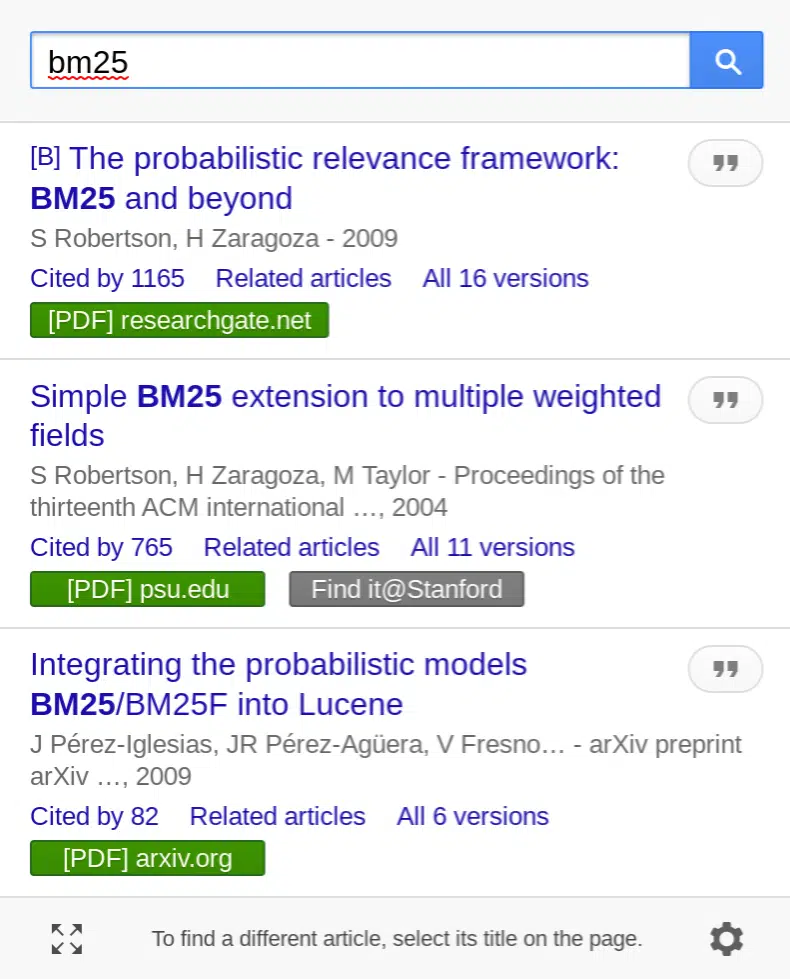 bm25
[B] The probabilistic relevance framework:
BM25 and beyond
S Robertson, H Zaragoza - 2009
Cited by 1165 Related articles All 16 versions
[PDF] researchgate.net
Simple BM25 extension to multiple weighted
fields
S Robertson, H Zaragoza, M Taylor - Proceedings of the
thirteenth ACM international …, 2004
Cited by 765 Related articles All 11 versions
[PDF] psu.edu Find it@Stanford
Integrating the probabilistic models
BM25/BM25F into Lucene
J Pérez-Iglesias, JR Pérez-Agüera, V Fresno… - arXiv preprint
arXiv …, 2009
Cited by 82 Related articles All 6 versions
[PDF] arxiv.org
To find a different article, select its title on the page.